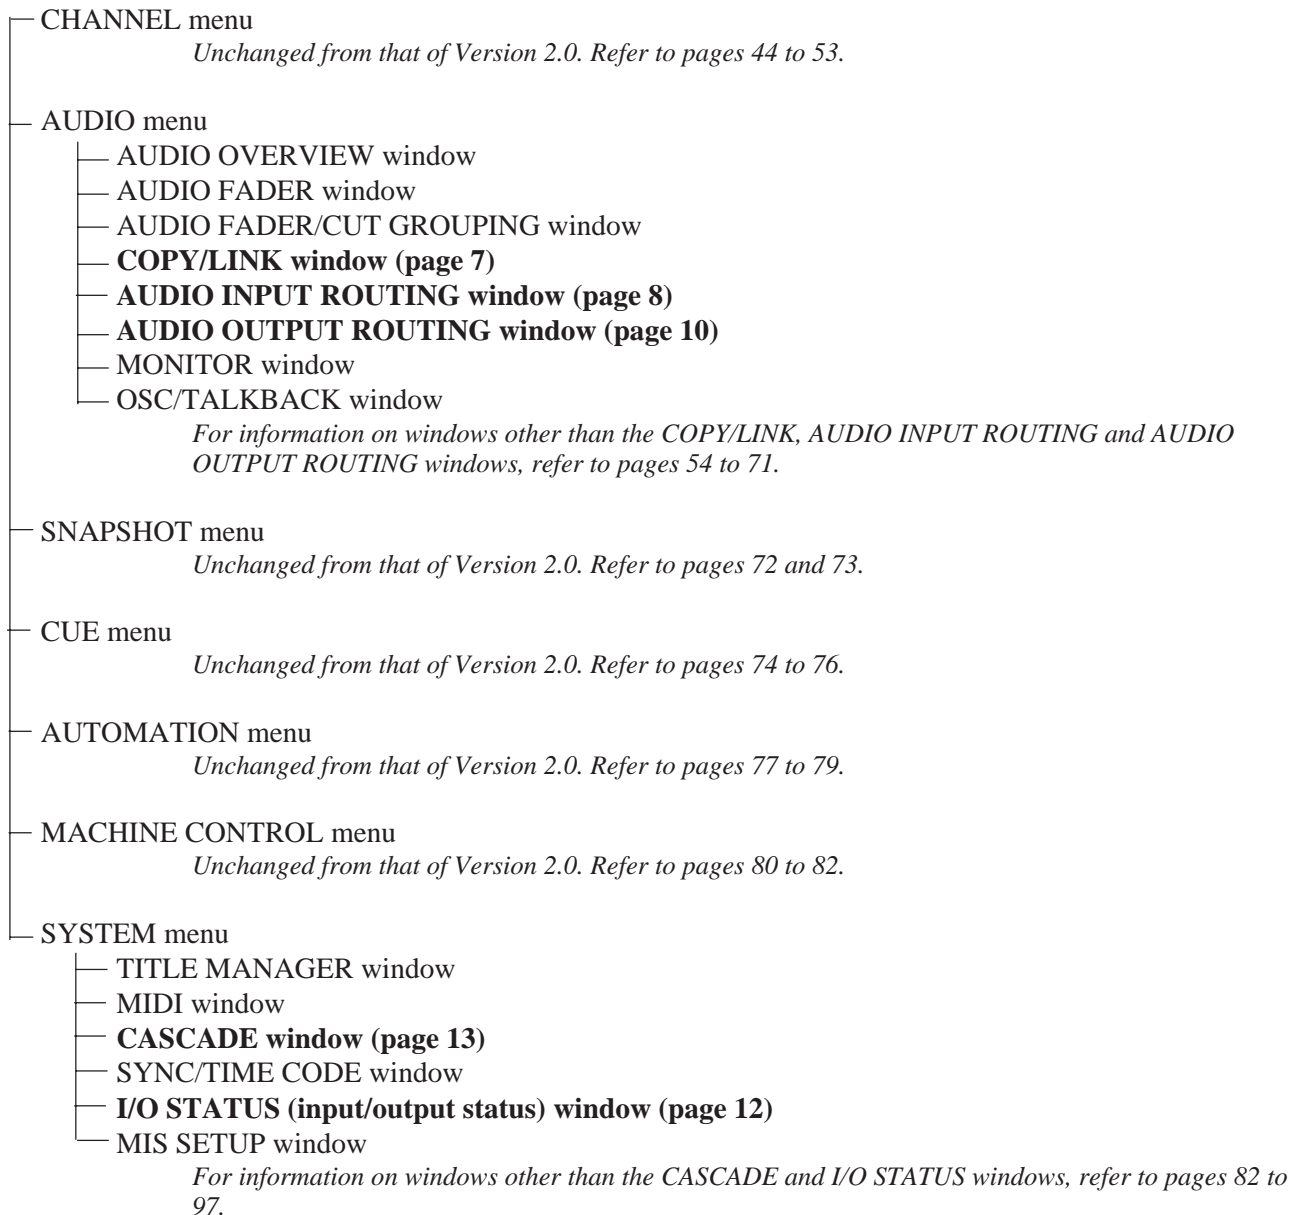 CHANNEL menu
Unchanged from that of Version 2.0. Refer to pages 44 to 53.
AUDIO menu
AUDIO OVERVIEW window
AUDIO FADER window
AUDIO FADER/CUT GROUPING window
COPY/LINK window (page 7)
AUDIO INPUT ROUTING window (page 8)
AUDIO OUTPUT ROUTING window (page 10)
MONITOR window
OSC/TALKBACK window
For information on windows other than the COPY/LINK, AUDIO INPUT ROUTING and AUDIO
OUTPUT ROUTING windows, refer to pages 54 to 71.
SNAPSHOT menu
Unchanged from that of Version 2.0. Refer to pages 72 and 73.
CUE menu
Unchanged from that of Version 2.0. Refer to pages 74 to 76.
AUTOMATION menu
Unchanged from that of Version 2.0. Refer to pages 77 to 79.
MACHINE CONTROL menu
Unchanged from that of Version 2.0. Refer to pages 80 to 82.
SYSTEM menu
TITLE MANAGER window
MIDI window
CASCADE window (page 13)
SYNC/TIME CODE window
I/O STATUS (input/output status) window (page 12)
MIS SETUP window
For information on windows other than the CASCADE and I/O STATUS windows, refer to pages 82 to
97.